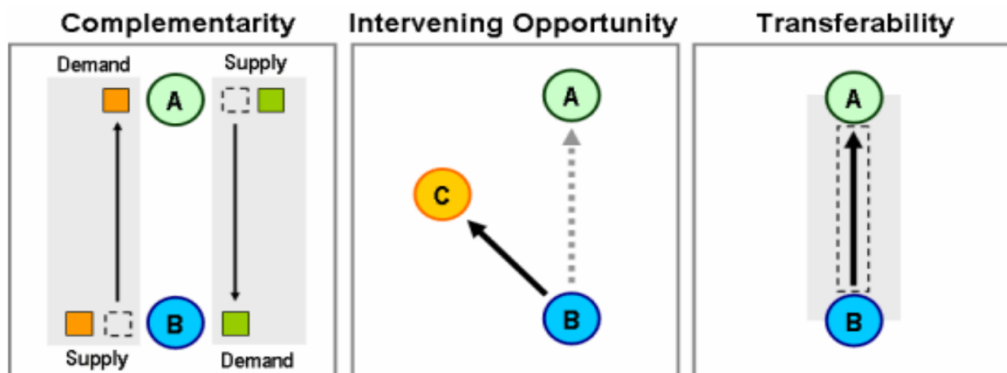 Complementarity
Intervening Opportunity
Transferability
Demand
Supply
A
B
Supply
Demand
A
C
B
A
B